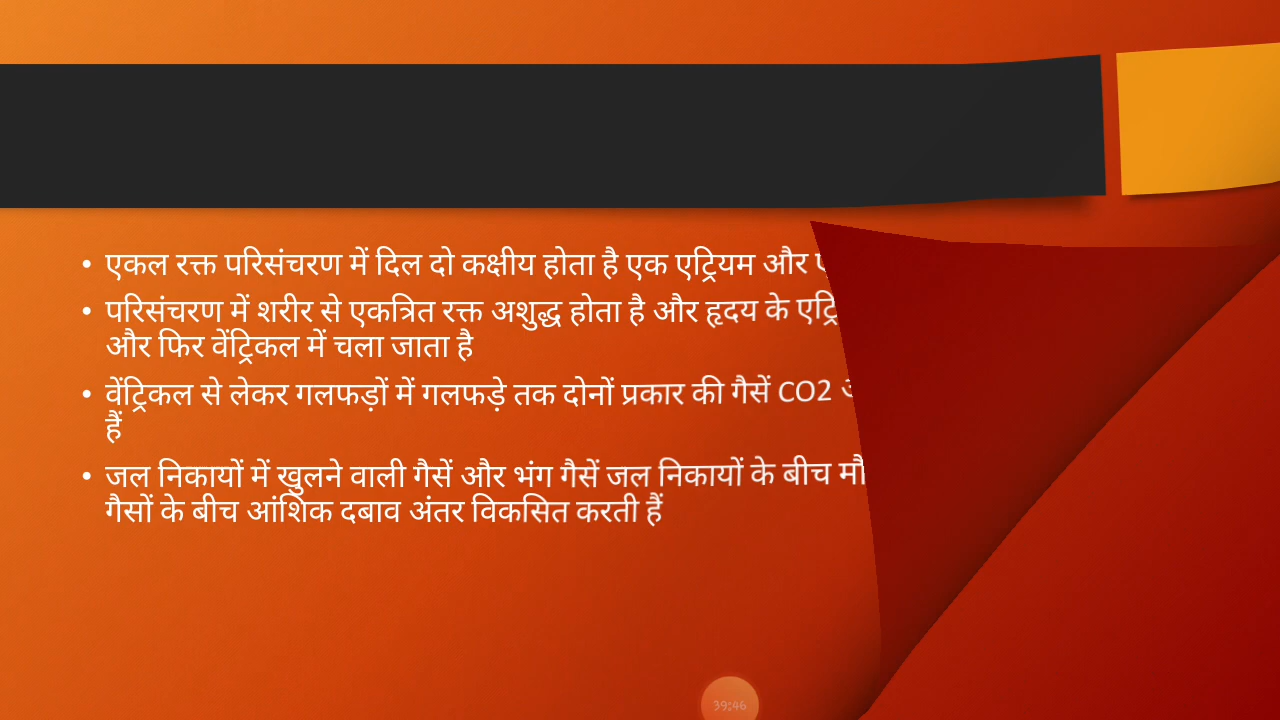 • एकल रक्त परिसंचरण में दिल दो कक्षीय होता है एक एट्रियम और
• परिसंचरण में शरीर से एकत्रित रक्त अशुद्ध होता है और हृदय के
और फिर वेंट्रिकल में चला जाता है
• वेंट्रिकल से लेकर गलफड़ों में गलफड़े तक दोनों प्रकार की गैसें CO2
हैं
• जल निकायों में खुलने वाली गैसें और भंग गैसें जल निकायों के बीच
गैसों के बीच आंशिक दबाव अंतर विकसित करती हैं
39:46